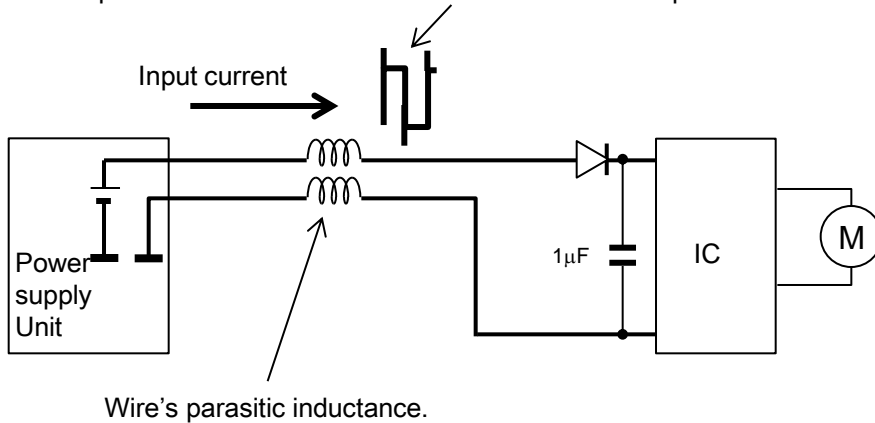 Input current
Power
supply
Unit
1μF
IC
M
Wire's parasitic inductance.